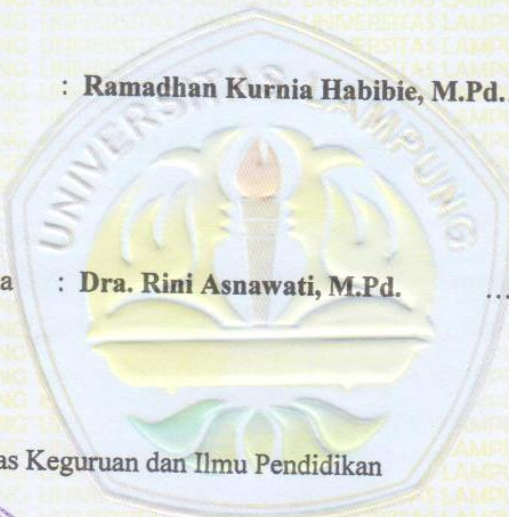 : Ramadhan Kurnia Habibie, M.Pd.
UNIVERSITAS LAMPUNG
a : Dra. Rini Asnawati, M.Pd. ...
as Keguruan dan Ilmu Pendidikan